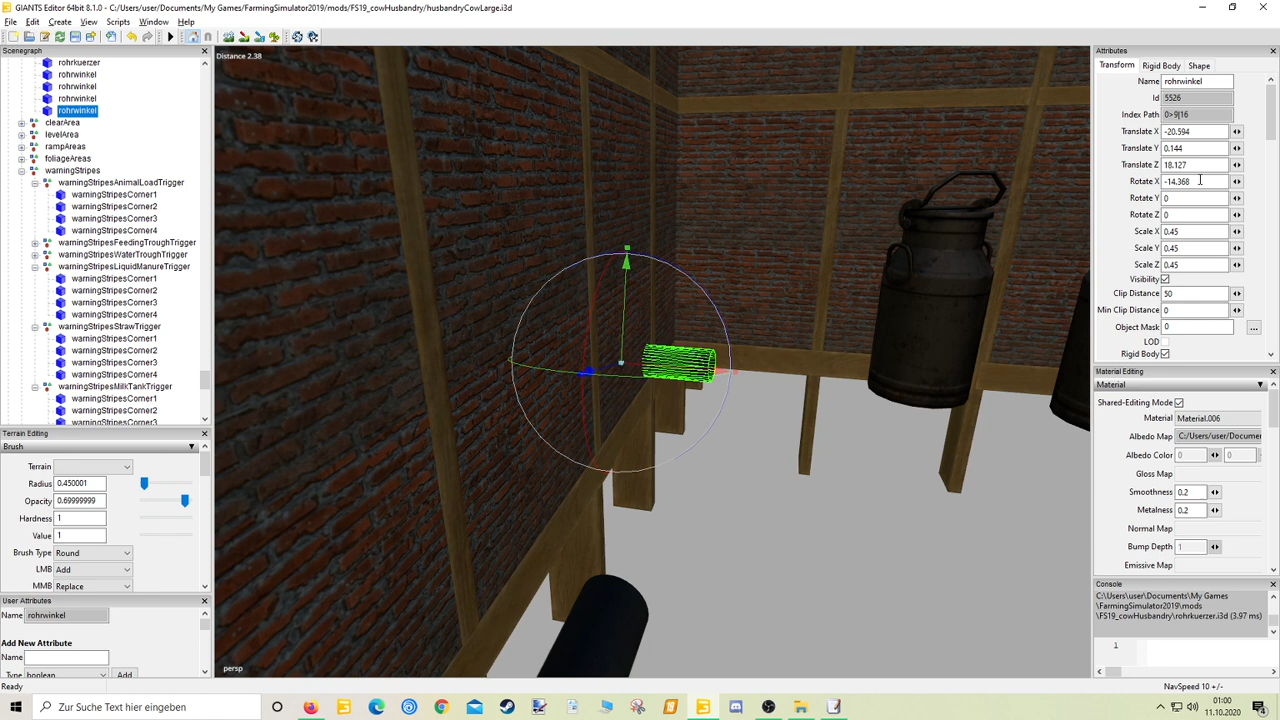 GIANTS Editor 64bit 8.1.0 - C:/Users/user/Documents/My Games/FarmingSimulator2019/mods/FS19_cowHusbandry/husbandryCowLarge.i3d
File Edit Create View Scripts Window Help
Scenegraph
rohrkuerzer
rohrwinkel
rohrwinkel
rohrwinkel
rohrwinkel
clearArea
levelArea
rampAreas
foliageAreas
warningStripes
warningStripesAnimalLoadTrigger
warningStripesCorner1
warningStripesCorner2
warningStripesCorner3
warningStripesCorner4
warningStripesFeedingTroughTrigger
warningStripesWaterTroughTrigger
warningStripesLiquidManureTrigger
warningStripesCorner1
warningStripesCorner2
warningStripesCorner3
warningStripesCorner4
warningStripesStrawTrigger
warningStripesCorner1
warningStripesCorner2
warningStripesCorner3
warningStripesCorner4
warningStripesMilkTankTrigger
warningStripesCorner1
warningStripesCorner2
warningStripesCorner3
Terrain Editing
Brush
Terrain
Radius 0.450001
Opacity 0.69999999
Hardness 1
Value 1
Brush Type Round
LMB Add
MMB Replace
User Attributes
Name rohrwinkel
Add New Attribute
Name
Type boolean Add
Ready
Distance 2.38
persp
Attributes
Transform Rigid Body Shape
Name rohrwinkel
Id 5526
Index Path 0>9|16
Translate X -20.594
Translate Y 0.144
Translate Z 18.127
Rotate X -14.368
Rotate Y 0
Rotate Z 0
Scale X 0.45
Scale Y 0.45
Scale Z 0.45
Visibility
Clip Distance 50
Min Clip Distance 0
Object Mask 0 ...
LOD
Rigid Body
Material Editing
Material
Shared-Editing Mode
Material Material.006
Albedo Map C:/Users/user/Docume
Albedo Color 0 0
Gloss Map
Smoothness 0.2
Metalness 0.2
Normal Map
Bump Depth 1
Emissive Map
Console
C:\Users\user\Documents\My Games
\FarmingSimulator2019\mods
\FS19_cowHusbandry\rohrkuerzer.i3d (3.97 ms)
1
NavSpeed 10 +/-
Zur Suche Text hier eingeben
01:00
11.10.2020